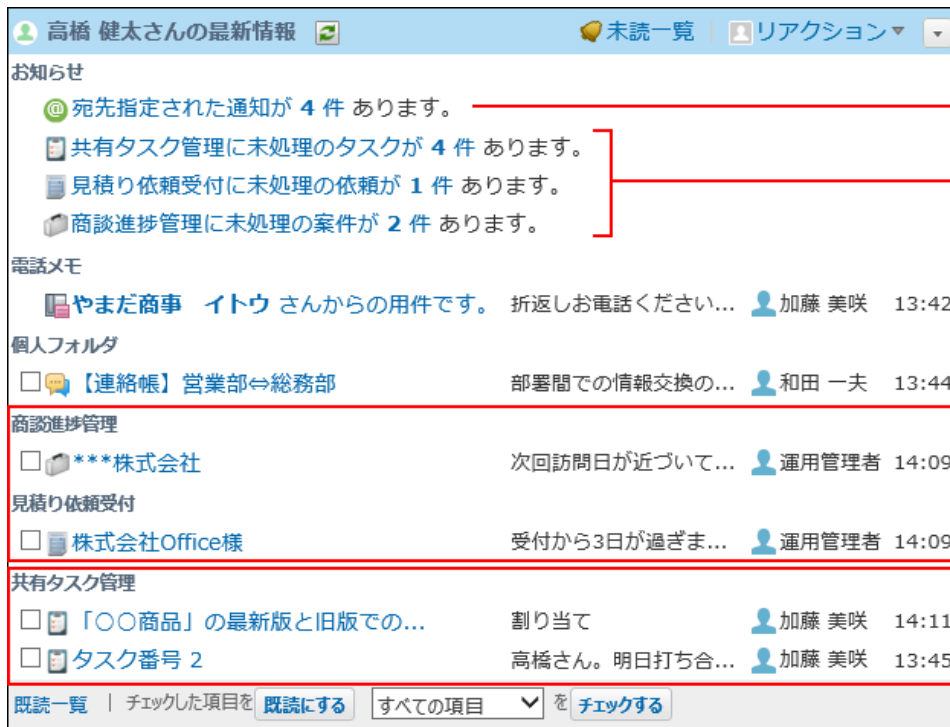 高橋 健太さんの最新情報 未読一覧 リアクション
お知らせ
宛先指定された通知が 4 件 あります。
共有タスク管理に未処理のタスクが 4 件 あります。
見積り依頼受付に未処理の依頼が 1 件 あります。
商談進捗管理に未処理の案件が 2 件 あります。
電話メモ
やまだ商事 イトウ さんからの用件です。 折返しお電話ください... 加藤 美咲 13:42
個人フォルダ
【連絡帳】営業部⇔総務部 部署間での情報交換の... 和田 一夫 13:44
商談進捗管理
***株式会社 次回訪問日が近づいて... 運用管理者 14:09
見積り依頼受付
株式会社Office様 受付から3日が過ぎま... 運用管理者 14:09
共有タスク管理
「○○商品」の最新版と旧版での... 割り当て 加藤 美咲 14:11
タスク番号 2 高橋さん。明日打ち合... 加藤 美咲 13:45
既読一覧 | チェックした項目を 既読にする すべての項目 を チェックする